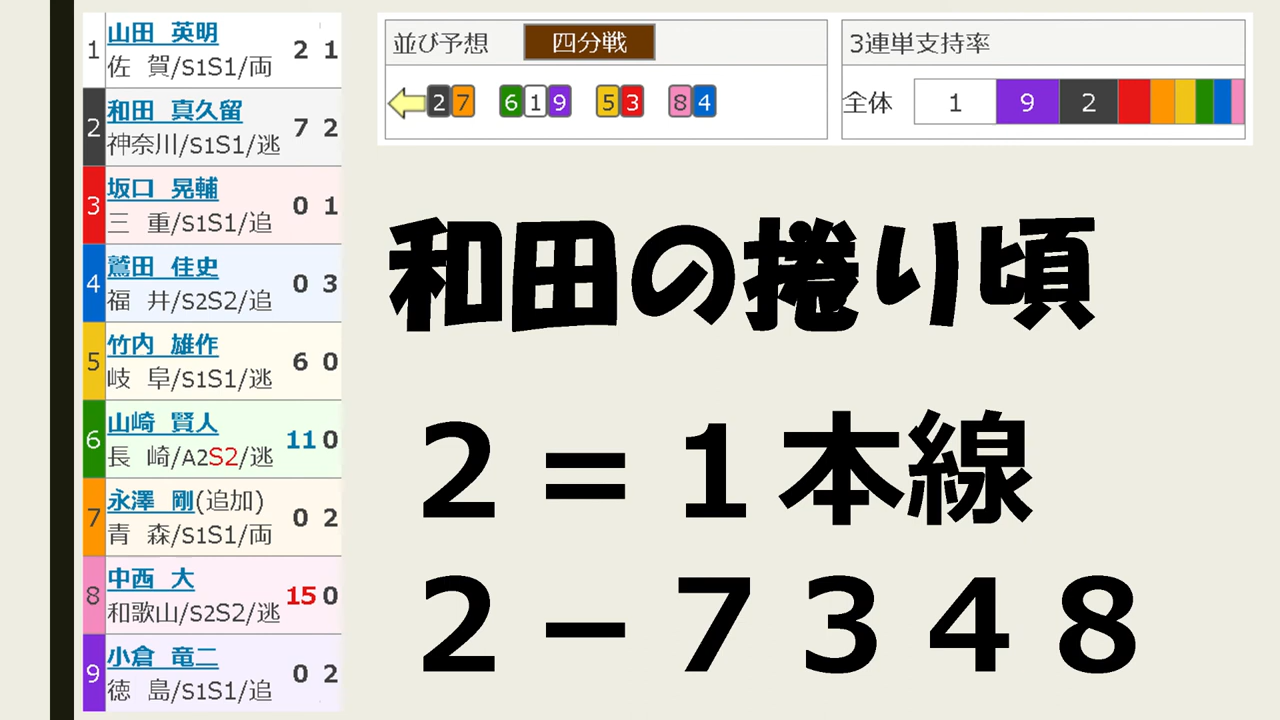 1 山田 英明 2 1
佐 賀/S1S1/両
2 和田 真久留 7 2
神奈川/S1S1/逃
3 坂口 晃輔 0 1
三 重/S1S1/追
4 鷲田 佳史 0 3
福 井/S2S2/追
5 竹内 雄作 6 0
岐 阜/S1S1/逃
6 山崎 賢人 11 0
長 崎/A2S2/逃
7 永澤 剛(追加) 0 2
青 森/S1S1/両
8 中西 大 15 0
和歌山/S2S2/逃
9 小倉 竜二 0 2
徳 島/S1S1/追
並び予想 四分戦
2 7 6 1 9 5 3 8 4
3連単支持率
全体 1 9 2
和田の捲り頃
2=1本線
2-7348